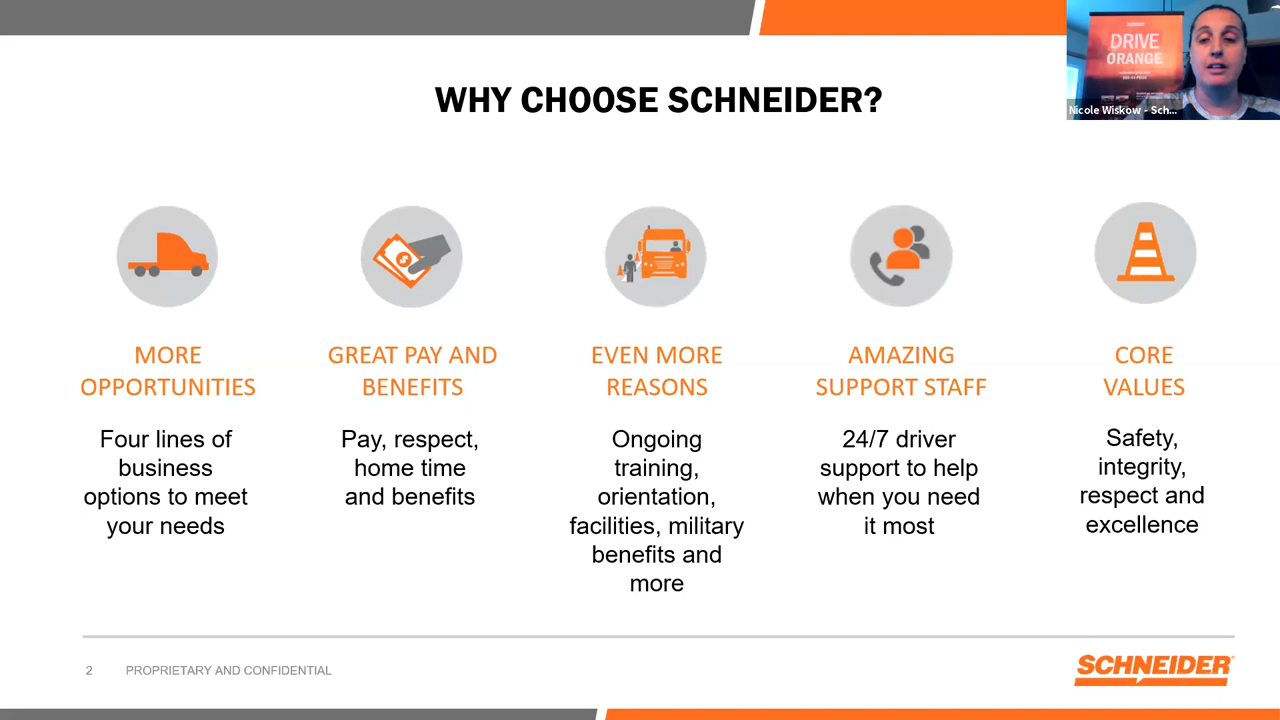 DRIVE
ORANGE
Nicole Wiskow - Sch...
WHY CHOOSE SCHNEIDER?
MORE
OPPORTUNITIES
Four lines of
business
options to meet
your needs
GREAT PAY AND
BENEFITS
Pay, respect,
home time
and benefits
EVEN MORE
REASONS
Ongoing
training,
orientation,
facilities, military
benefits and
more
AMAZING
SUPPORT STAFF
24/7 driver
support to help
when you need
it most
CORE
VALUES
Safety,
integrity,
respect and
excellence
2 PROPRIETARY AND CONFIDENTIAL
SCHNEIDER